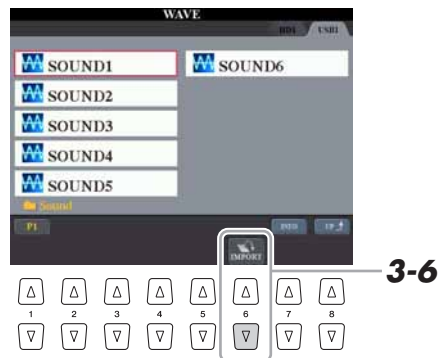 WAVE
HD1 USB1
SOUND1
SOUND6
SOUND2
SOUND3
SOUND4
SOUND5
Sound
P1
INFO
UP
IMPORT
3-6
1 2 3 4 5 6 7 8